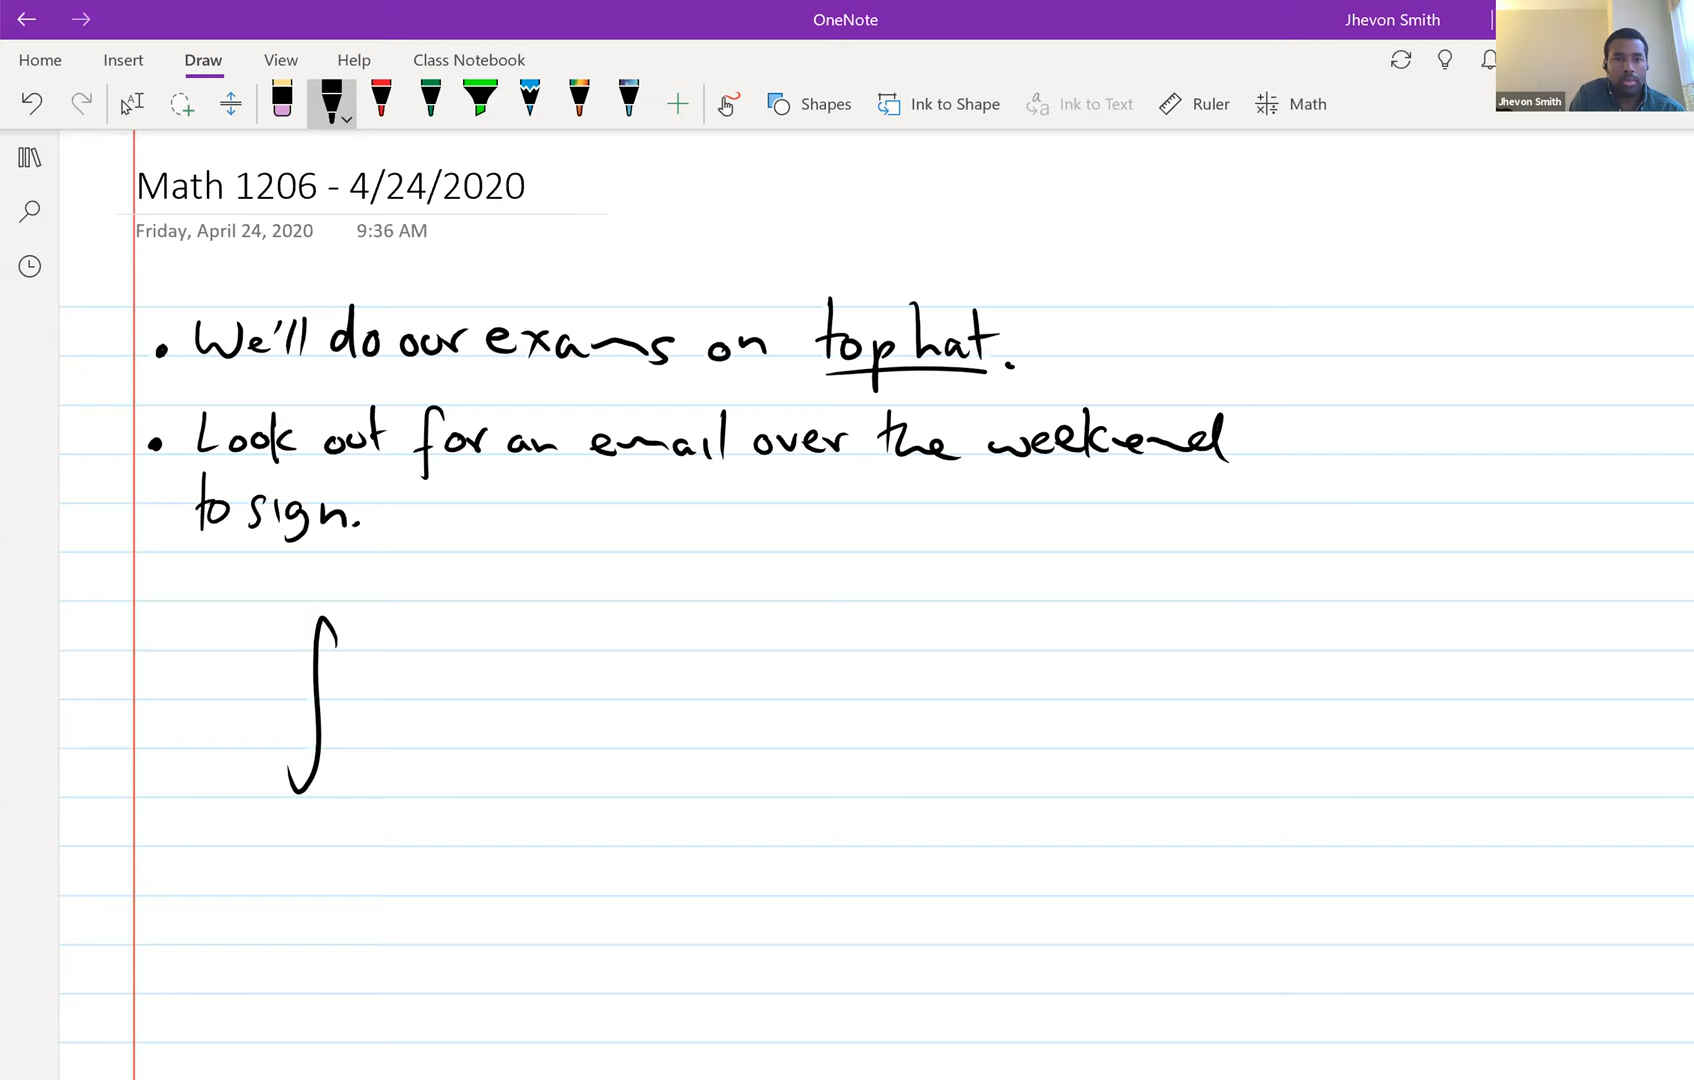 OneNote
Jhevon Smith
Home Insert Draw View Help Class Notebook
Shapes Ink to Shape Ink to Text Ruler Math
Jhevon Smith
Math 1206 - 4/24/2020
Friday, April 24, 2020 9:36 AM
• We'll do our exams on tophat.
• Look out for an email over the weekend
to sign.
∫